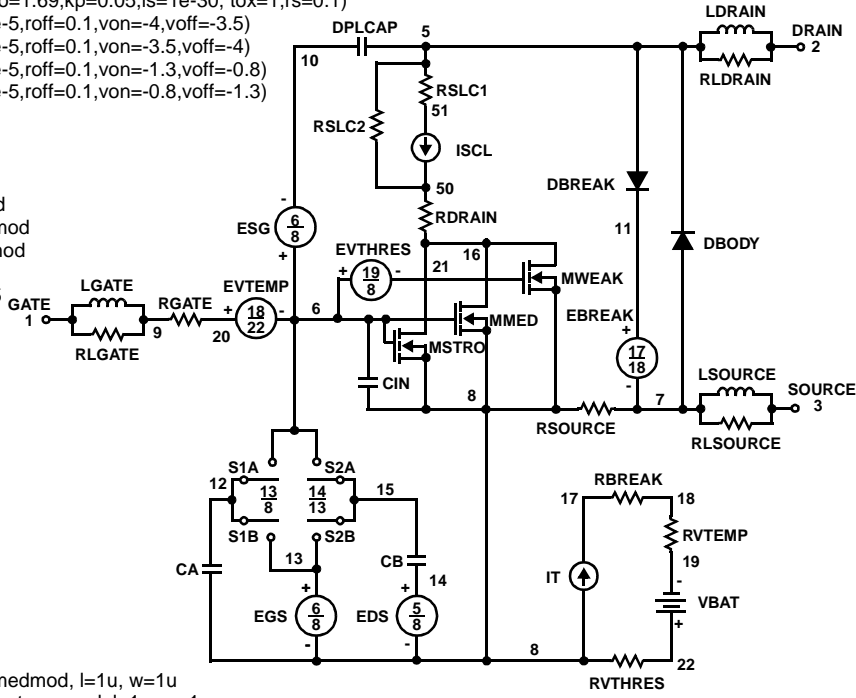 o=1.69,kp=0.05,is=1e-30, tox=1,rs=0.1)
e-5,roff=0.1,von=-4,voff=-3.5)
e-5,roff=0.1,von=-3.5,voff=-4)
e-5,roff=0.1,von=-1.3,voff=-0.8)
e-5,roff=0.1,von=-0.8,voff=-1.3)
d
mod
nod
medmod, l=1u, w=1u
DPLCAP
10
5
RSLC1
51
RSLC2
ISCL
50
RDRAIN
LDRAIN
RLDRAIN
DRAIN
2
DBREAK
11
DBODY
-
ESG
6
8
+
EVTHRES
+
19
8
-
21
16
MWEAK
MMED
MSTRO
EBREAK
+
17
18
-
GATE
1
LGATE
RLGATE
9
RGATE
20
EVTEMP
+
18
22
-
6
CIN
8
RSOURCE
7
LSOURCE
RLSOURCE
SOURCE
3
S1A
S2A
12
13
8
14
13
15
S1B
S2B
13
CA
CB
14
+
EGS
6
8
-
+
EDS
5
8
-
RBREAK
17
18
RVTEMP
19
-
IT
VBAT
+
8
22
RVTHRES